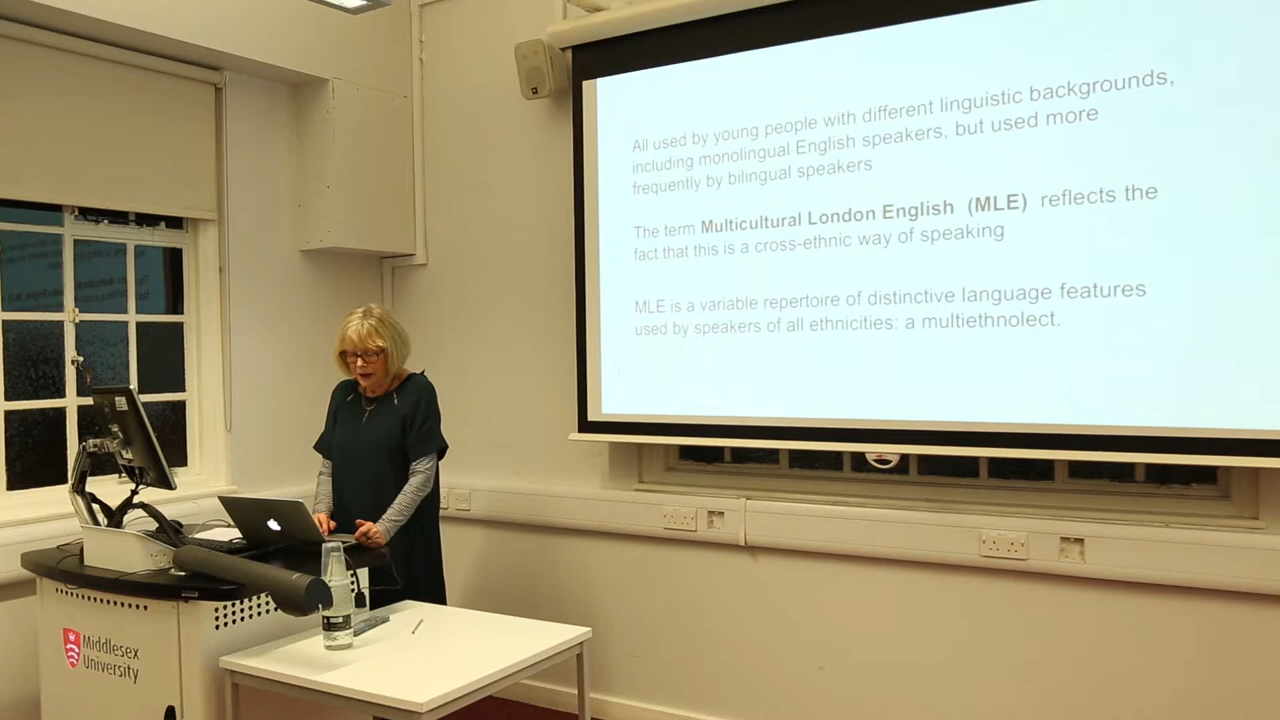 All used by young people with different linguistic backgrounds,
including monolingual English speakers, but used more
frequently by bilingual speakers
The term Multicultural London English (MLE) reflects the
fact that this is a cross-ethnic way of speaking
MLE is a variable repertoire of distinctive language features
used by speakers of all ethnicities: a multiethnolect.
Middlesex
University